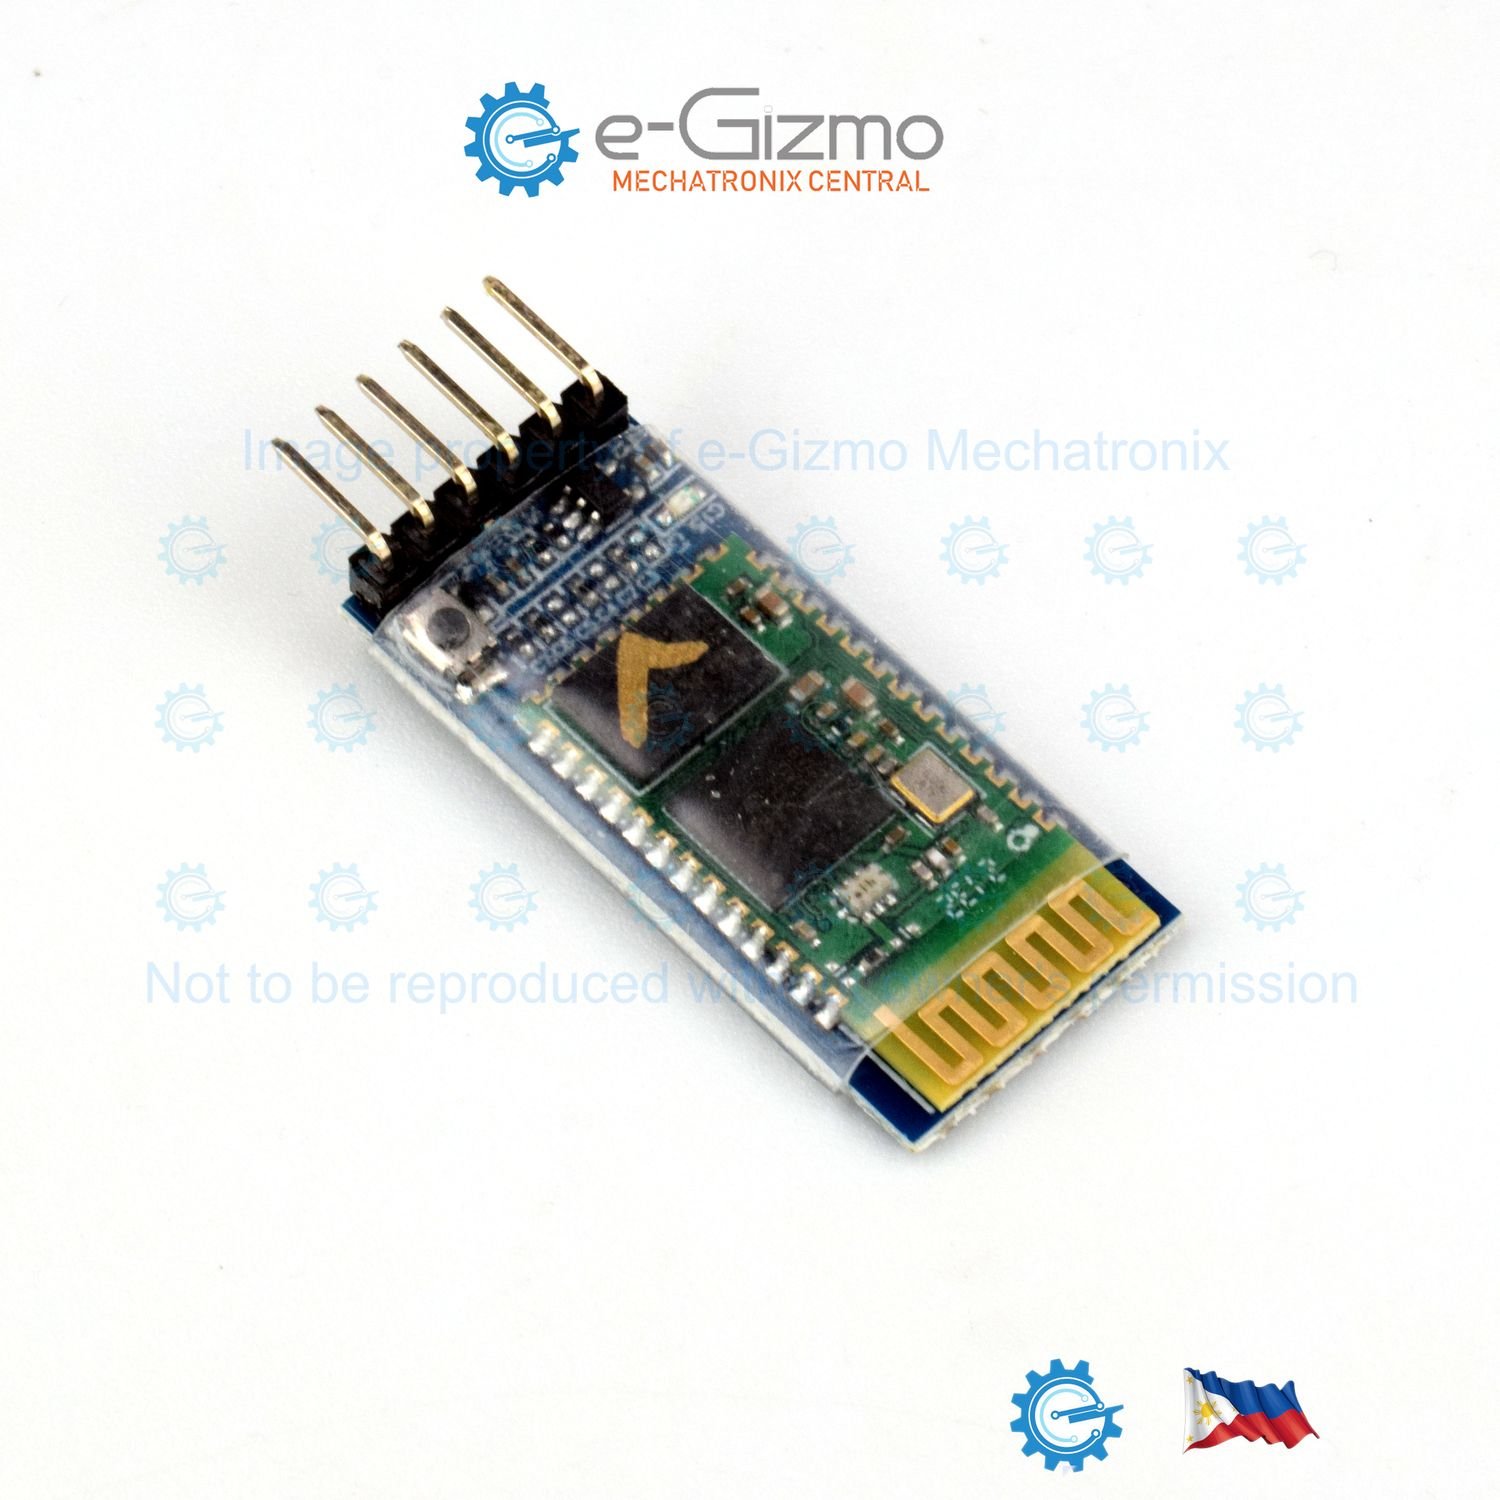 e-Gizmo
MECHATRONIX CENTRAL
Image property of e-Gizmo Mechatronix
Not to be reproduced permission